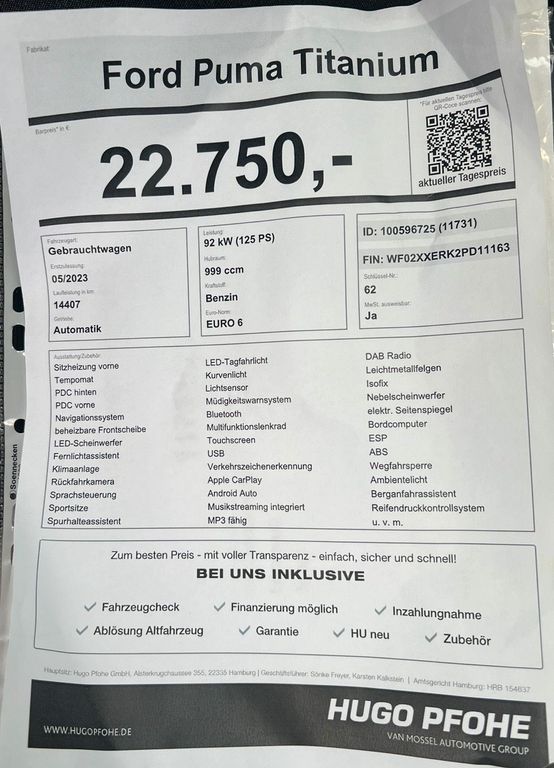 Fabrikat:
Ford Puma Titanium
Barpreis* in €
22.750,-
*Für aktuellen Tagespreis bitte
QR-Coce scannen:
aktueller Tagespreis
Fahrzeugart:
Gebrauchtwagen
Erstzulassung:
05/2023
Laufleistung in km:
14407
Getriebe:
Automatik
Leistung:
92 kW (125 PS)
Hubraum:
999 ccm
Kraftstoff:
Benzin
Euro-Norm:
EURO 6
ID: 100596725 (11731)
FIN: WF02XXERK2PD11163
Schlüssel-Nr.:
62
MwSt. ausweisbar:
Ja
Ausstattung/Zubehör:
Sitzheizung vorne
Tempomat
PDC hinten
PDC vorne
Navigationssystem
beheizbare Frontscheibe
LED-Scheinwerfer
Fernlichtassistent
Klimaanlage
Rückfahrkamera
Sprachsteuerung
Sportsitze
Spurhalteassistent
LED-Tagfahrlicht
Kurvenlicht
Lichtsensor
Müdigkeitswarnsystem
Bluetooth
Multifunktionslenkrad
Touchscreen
USB
Verkehrszeichenerkennung
Apple CarPlay
Android Auto
Musikstreaming integriert
MP3 fähig
DAB Radio
Leichtmetallfelgen
Isofix
Nebelscheinwerfer
elektr. Seitenspiegel
Bordcomputer
ESP
ABS
Wegfahrsperre
Ambientelicht
Berganfahrassistent
Reifendruckkontrollsystem
u. v. m.
Soennecken
Zum besten Preis - mit voller Transparenz - einfach, sicher und schnell!
BEI UNS INKLUSIVE
Fahrzeugcheck
Finanzierung möglich
Inzahlungnahme
Ablösung Altfahrzeug
Garantie
HU neu
Zubehör
Hauptsitz: Hugo Pfohe GmbH, Alsterkrugchaussee 355, 22335 Hamburg | Geschäftsführer: Sönke Freyer, Karsten Kalkstein | Amtsgericht Hamburg: HRB 154637
WWW.HUGOPFOHE.DE
HUGO PFOHE
VAN MOSSEL AUTOMOTIVE GROUP